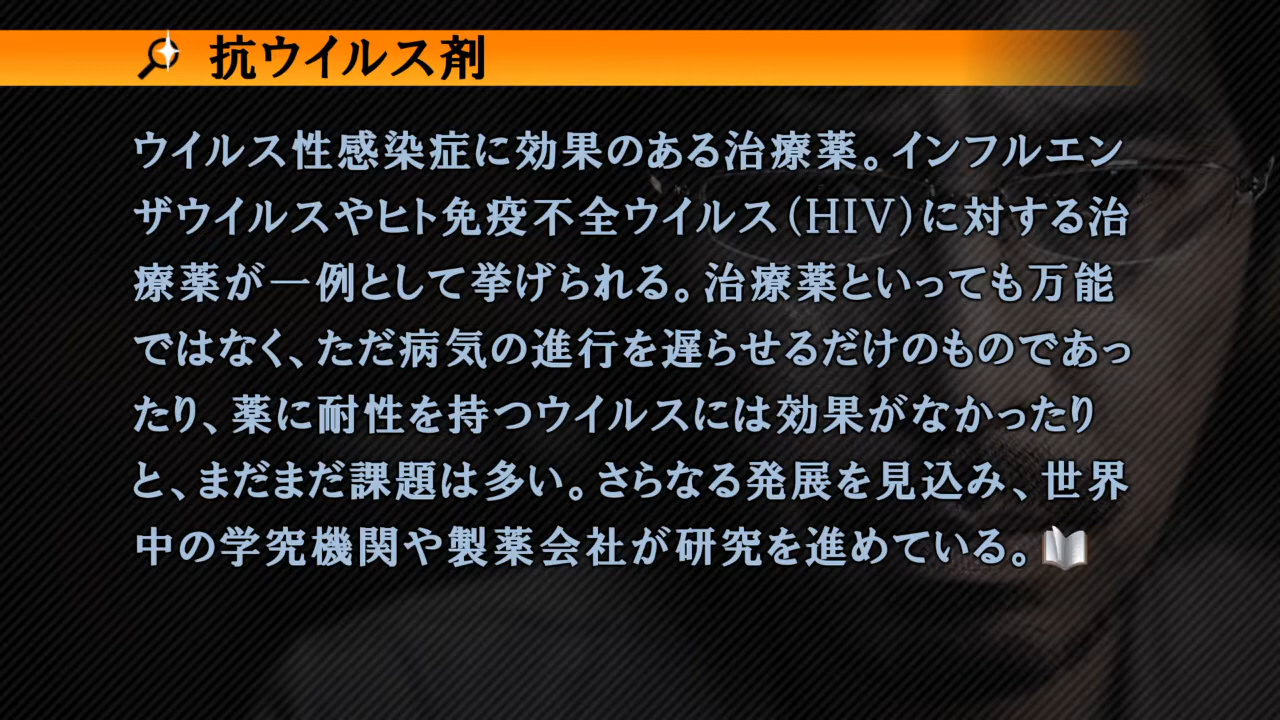 抗ウイルス剤
ウイルス性感染症に効果のある治療薬。インフルエン
ザウイルスやヒト免疫不全ウイルス（HIV）に対する治
療薬が一例として挙げられる。治療薬といっても万能
ではなく、ただ病気の進行を遅らせるだけのものであっ
たり、薬に耐性を持つウイルスには効果がなかったり
と、まだまだ課題は多い。さらなる発展を見込み、世界
中の学究機関や製薬会社が研究を進めている。